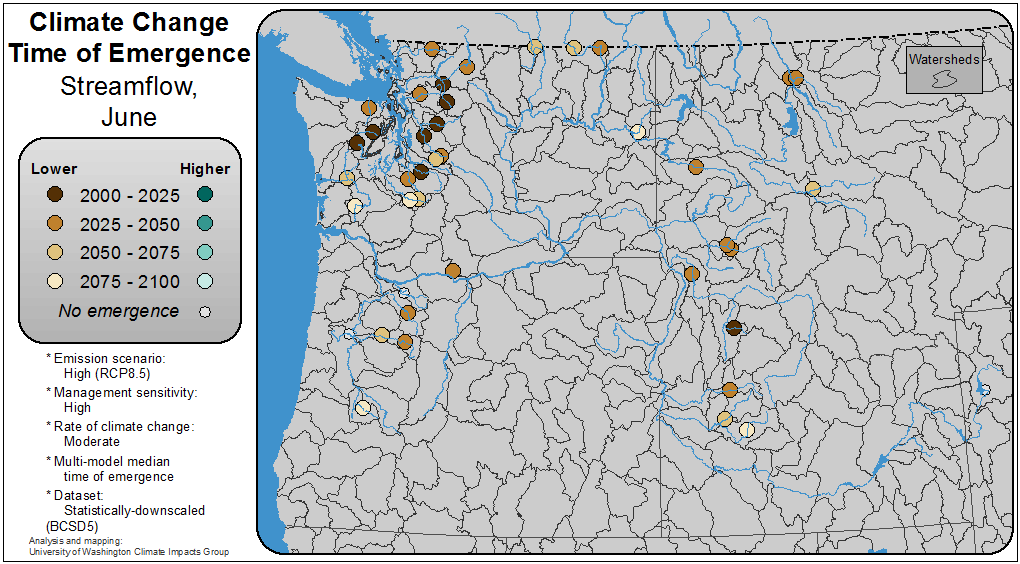 Climate Change
Time of Emergence
Streamflow,
June
Lower Higher
2000 - 2025
2025 - 2050
2050 - 2075
2075 - 2100
No emergence
* Emission scenario:
High (RCP8.5)
* Management sensitivity:
High
* Rate of climate change:
Moderate
* Multi-model median
time of emergence
* Dataset:
Statistically-downscaled
(BCSD5)
Analysis and mapping:
University of Washington Climate Impacts Group
Watersheds